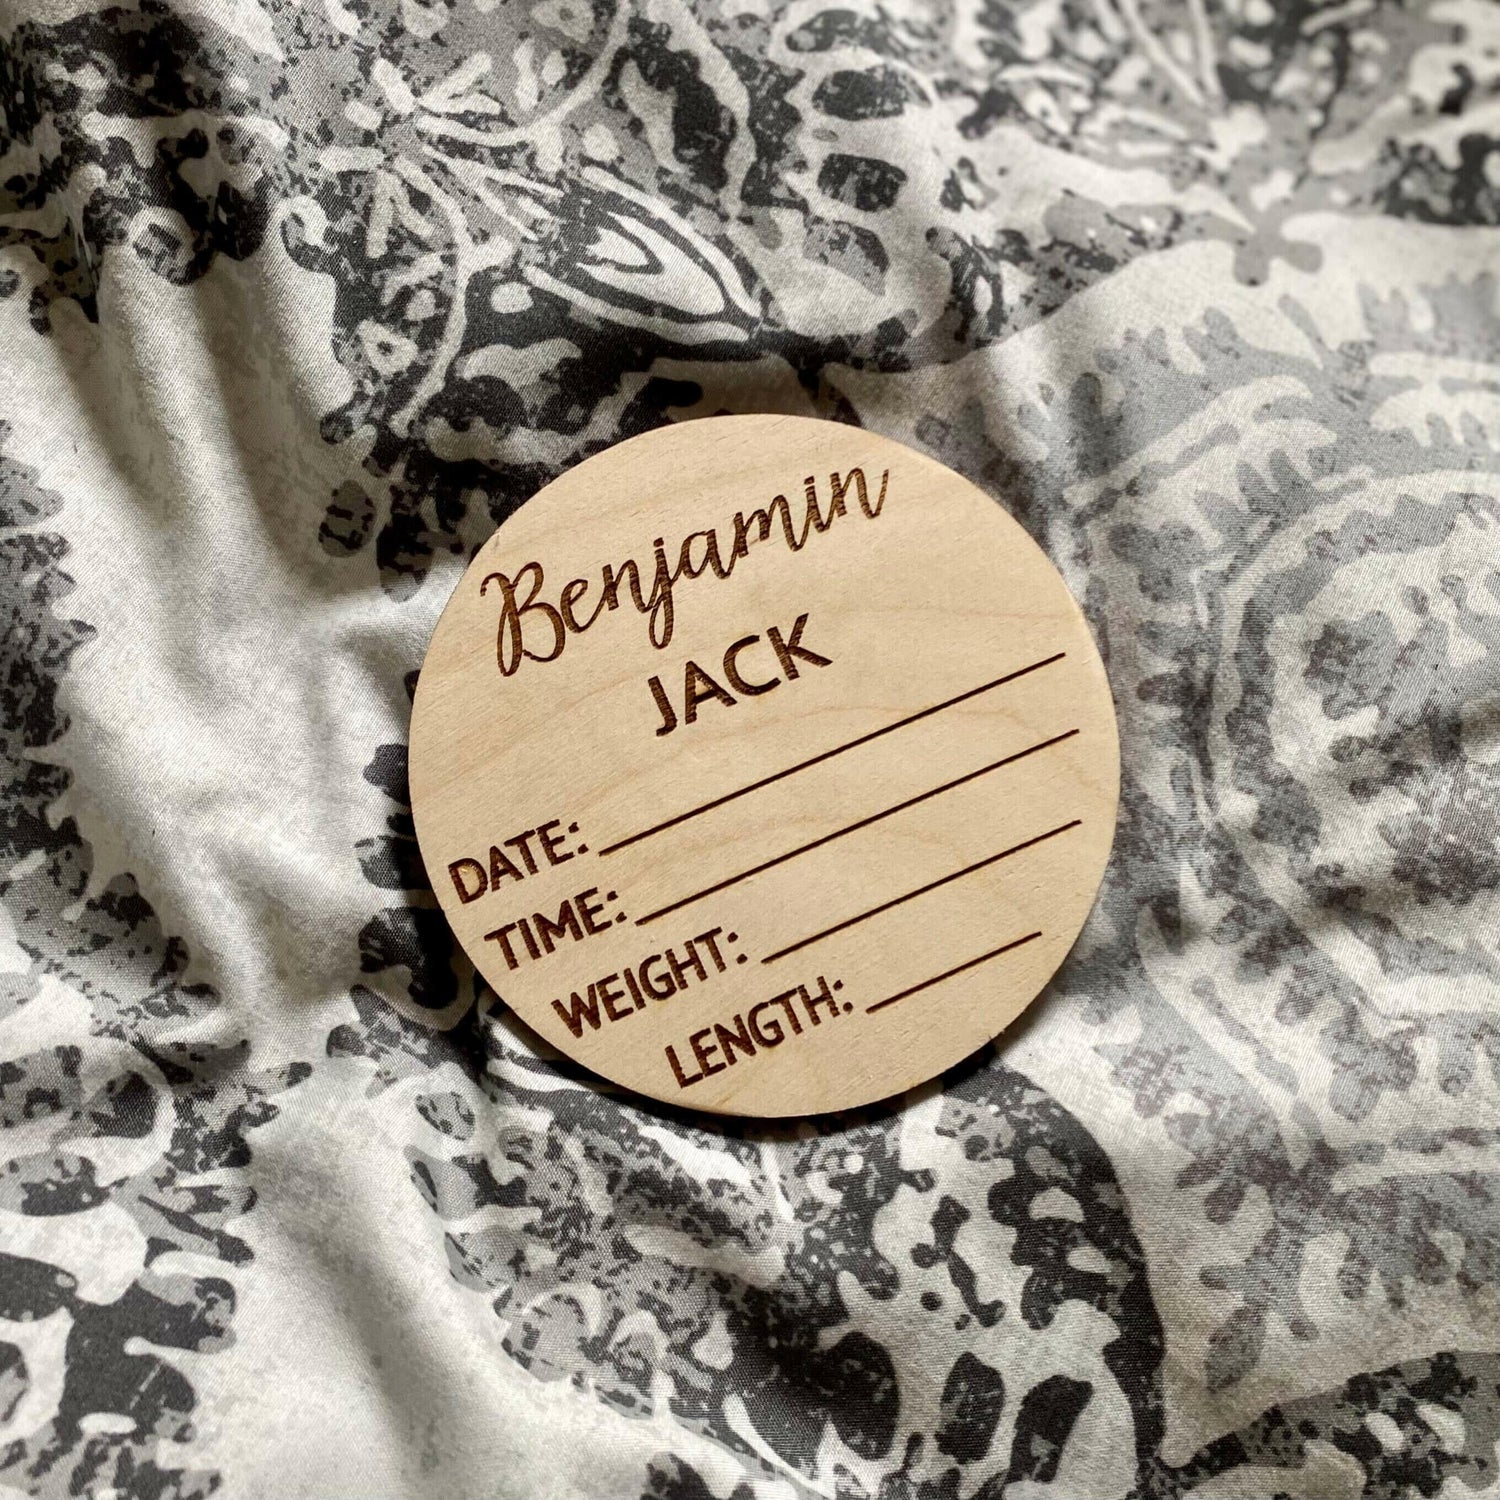 Benjamin
JACK
DATE:
TIME:
WEIGHT:
LENGTH: